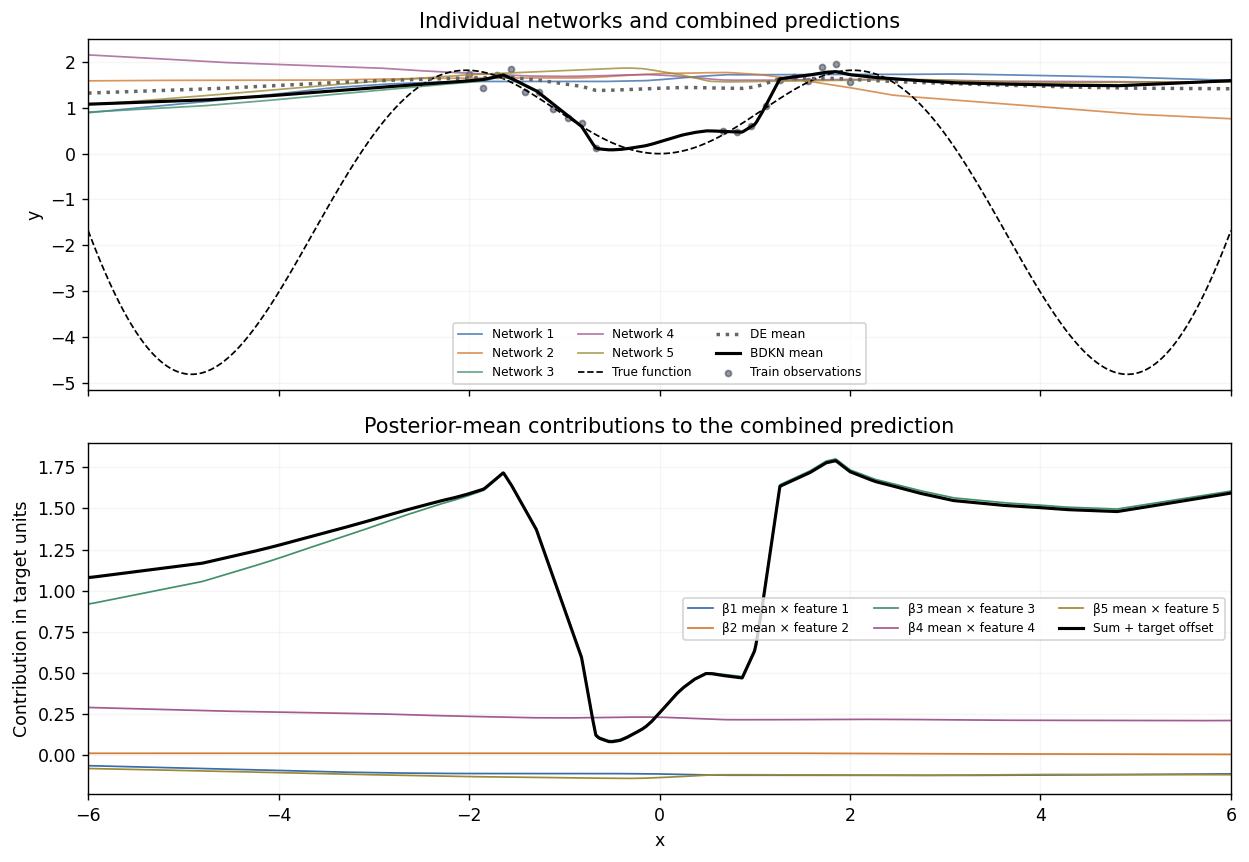 Individual networks and combined predictions
2
1
0
−1
−2
−3
−4
−5
y
Network 1
Network 2
Network 3
Network 4
Network 5
True function
DE mean
BDKN mean
Train observations
Posterior-mean contributions to the combined prediction
1.75
1.50
1.25
1.00
0.75
0.50
0.25
0.00
Contribution in target units
β1 mean × feature 1
β2 mean × feature 2
β3 mean × feature 3
β4 mean × feature 4
β5 mean × feature 5
Sum + target offset
−6
−4
−2
0
2
4
6
x